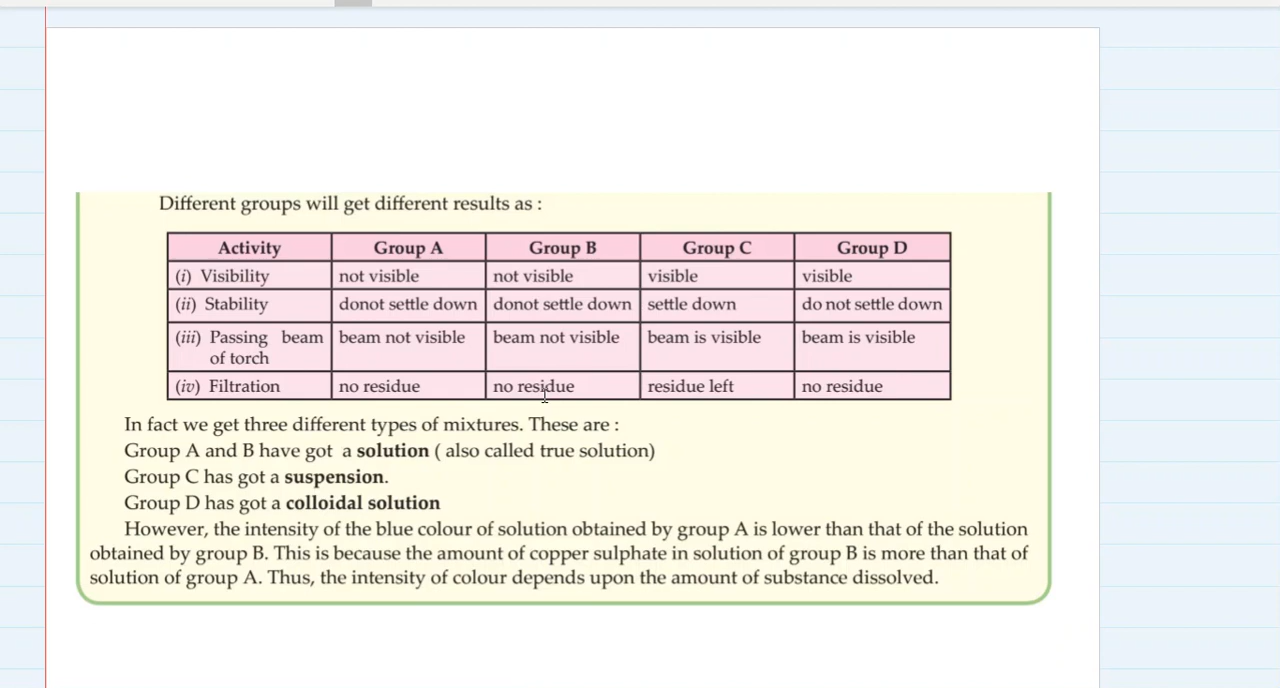 Different groups will get different results as :
Activity Group A Group B Group C Group D
(i) Visibility not visible not visible visible visible
(ii) Stability donot settle down donot settle down settle down do not settle down
(iii) Passing beam beam not visible beam not visible beam is visible beam is visible
of torch
(iv) Filtration no residue no residue residue left no residue
In fact we get three different types of mixtures. These are :
Group A and B have got a solution ( also called true solution)
Group C has got a suspension.
Group D has got a colloidal solution
However, the intensity of the blue colour of solution obtained by group A is lower than that of the solution
obtained by group B. This is because the amount of copper sulphate in solution of group B is more than that of
solution of group A. Thus, the intensity of colour depends upon the amount of substance dissolved.